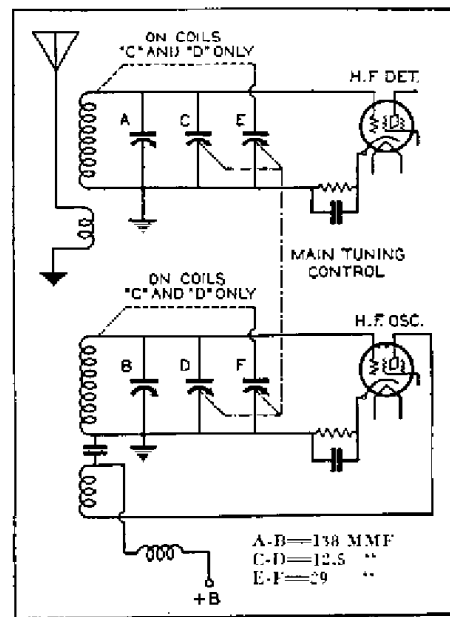 ON COILS
"C" AND "D" ONLY
H.F. DET.
A
C
E
MAIN TUNING
CONTROL
ON COILS
"C" AND "D" ONLY
H.F. OSC.
B
D
F
A-B=138 MMF
C-D=12.5 "
E-F=29 "
+B